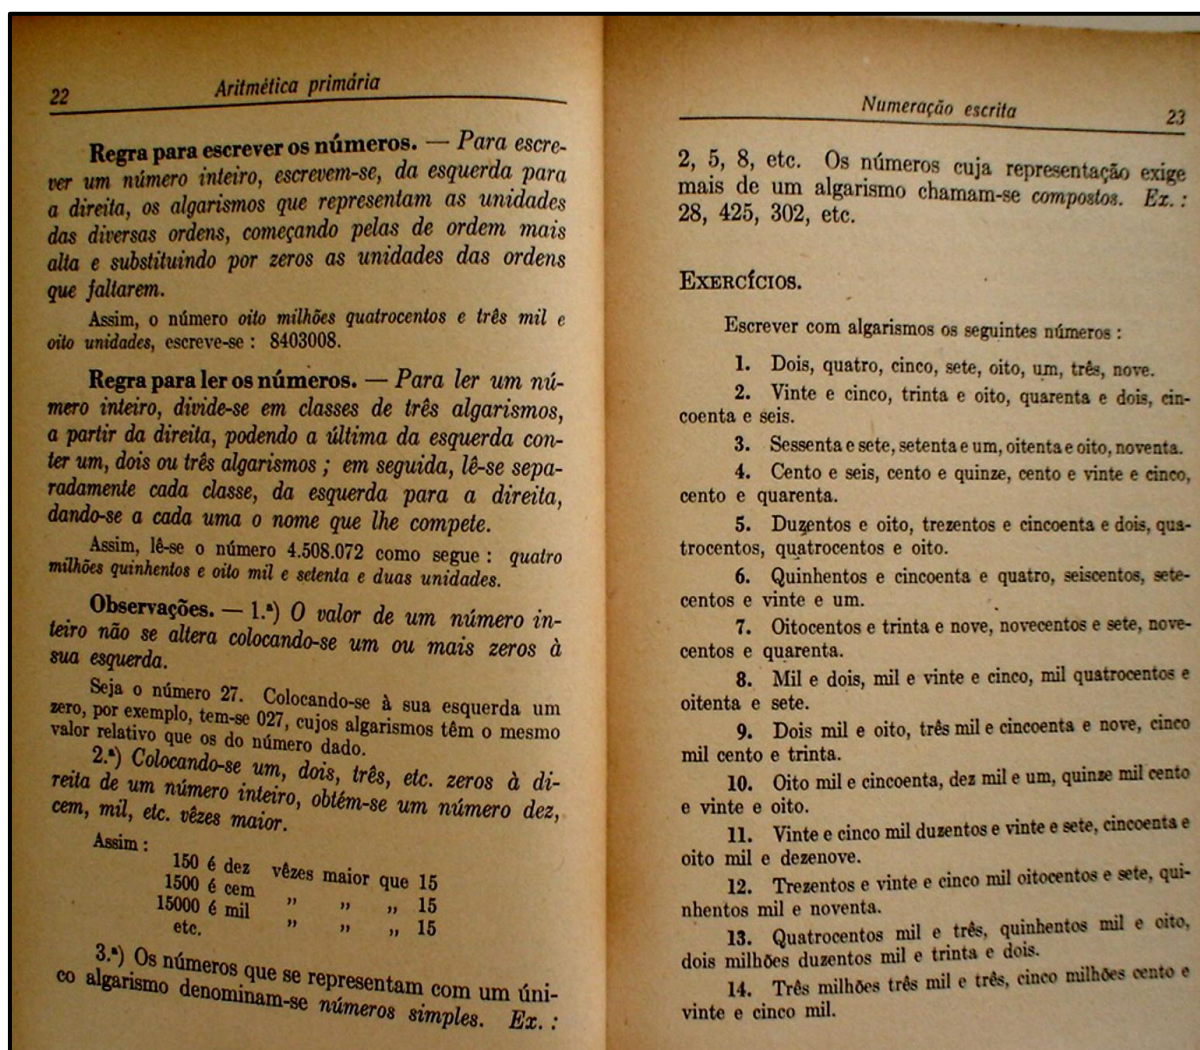 22 Aritmética primária
Regra para escrever os números. — Para escre-
ver um número inteiro, escrevem-se, da esquerda para
a direita, os algarismos que representam as unidades
das diversas ordens, começando pelas de ordem mais
alta e substituindo por zeros as unidades das ordens
que faltarem.
Assim, o número oito milhões quatrocentos e três mil e
oito unidades, escreve-se : 8403008.
Regra para ler os números. — Para ler um nú-
mero inteiro, divide-se em classes de três algarismos,
a partir da direita, podendo a última da esquerda con-
ter um, dois ou três algarismos ; em seguida, lê-se sepa-
radamente cada classe, da esquerda para a direita,
dando-se a cada uma o nome que lhe compete.
Assim, lê-se o número 4.508.072 como segue : quatro
milhões quinhentos e oito mil e setenta e duas unidades.
Observações. — 1.ª) O valor de um número in-
teiro não se altera colocando-se um ou mais zeros à
sua esquerda.
Seja o número 27. Colocando-se à sua esquerda um
zero, por exemplo, tem-se 027, cujos algarismos têm o mesmo
valor relativo que os do número dado.
2.ª) Colocando-se um, dois, três, etc. zeros à di-
reita de um número inteiro, obtém-se um número dez,
cem, mil, etc. vêzes maior.
Assim :
150 é dez vêzes maior que 15
1500 é cem „ „ „ 15
15000 é mil „ „ „ 15
etc.
3.ª) Os números que se representam com um úni-
co algarismo denominam-se números simples. Ex. :
Numeração escrita 23
2, 5, 8, etc. Os números cuja representação exige
mais de um algarismo chamam-se compostos. Ex. :
28, 425, 302, etc.
EXERCÍCIOS.
Escrever com algarismos os seguintes números :
1. Dois, quatro, cinco, sete, oito, um, três, nove.
2. Vinte e cinco, trinta e oito, quarenta e dois, cin-
coenta e seis.
3. Sessenta e sete, setenta e um, oitenta e oito, noventa.
4. Cento e seis, cento e quinze, cento e vinte e cinco,
cento e quarenta.
5. Duzentos e oito, trezentos e cincoenta e dois, qua-
trocentos, quatrocentos e oito.
6. Quinhentos e cincoenta e quatro, seiscentos, sete-
centos e vinte e um.
7. Oitocentos e trinta e nove, novecentos e sete, nove-
centos e quarenta.
8. Mil e dois, mil e vinte e cinco, mil quatrocentos e
oitenta e sete.
9. Dois mil e oito, três mil e cincoenta e nove, cinco
mil cento e trinta.
10. Oito mil e cincoenta, dez mil e um, quinze mil cento
e vinte e oito.
11. Vinte e cinco mil duzentos e vinte e sete, cincoenta e
oito mil e dezenove.
12. Trezentos e vinte e cinco mil oitocentos e sete, qui-
nhentos mil e noventa.
13. Quatrocentos mil e três, quinhentos mil e oito,
dois milhões duzentos mil e trinta e dois.
14. Três milhões três mil e três, cinco milhões cento e
vinte e cinco mil.